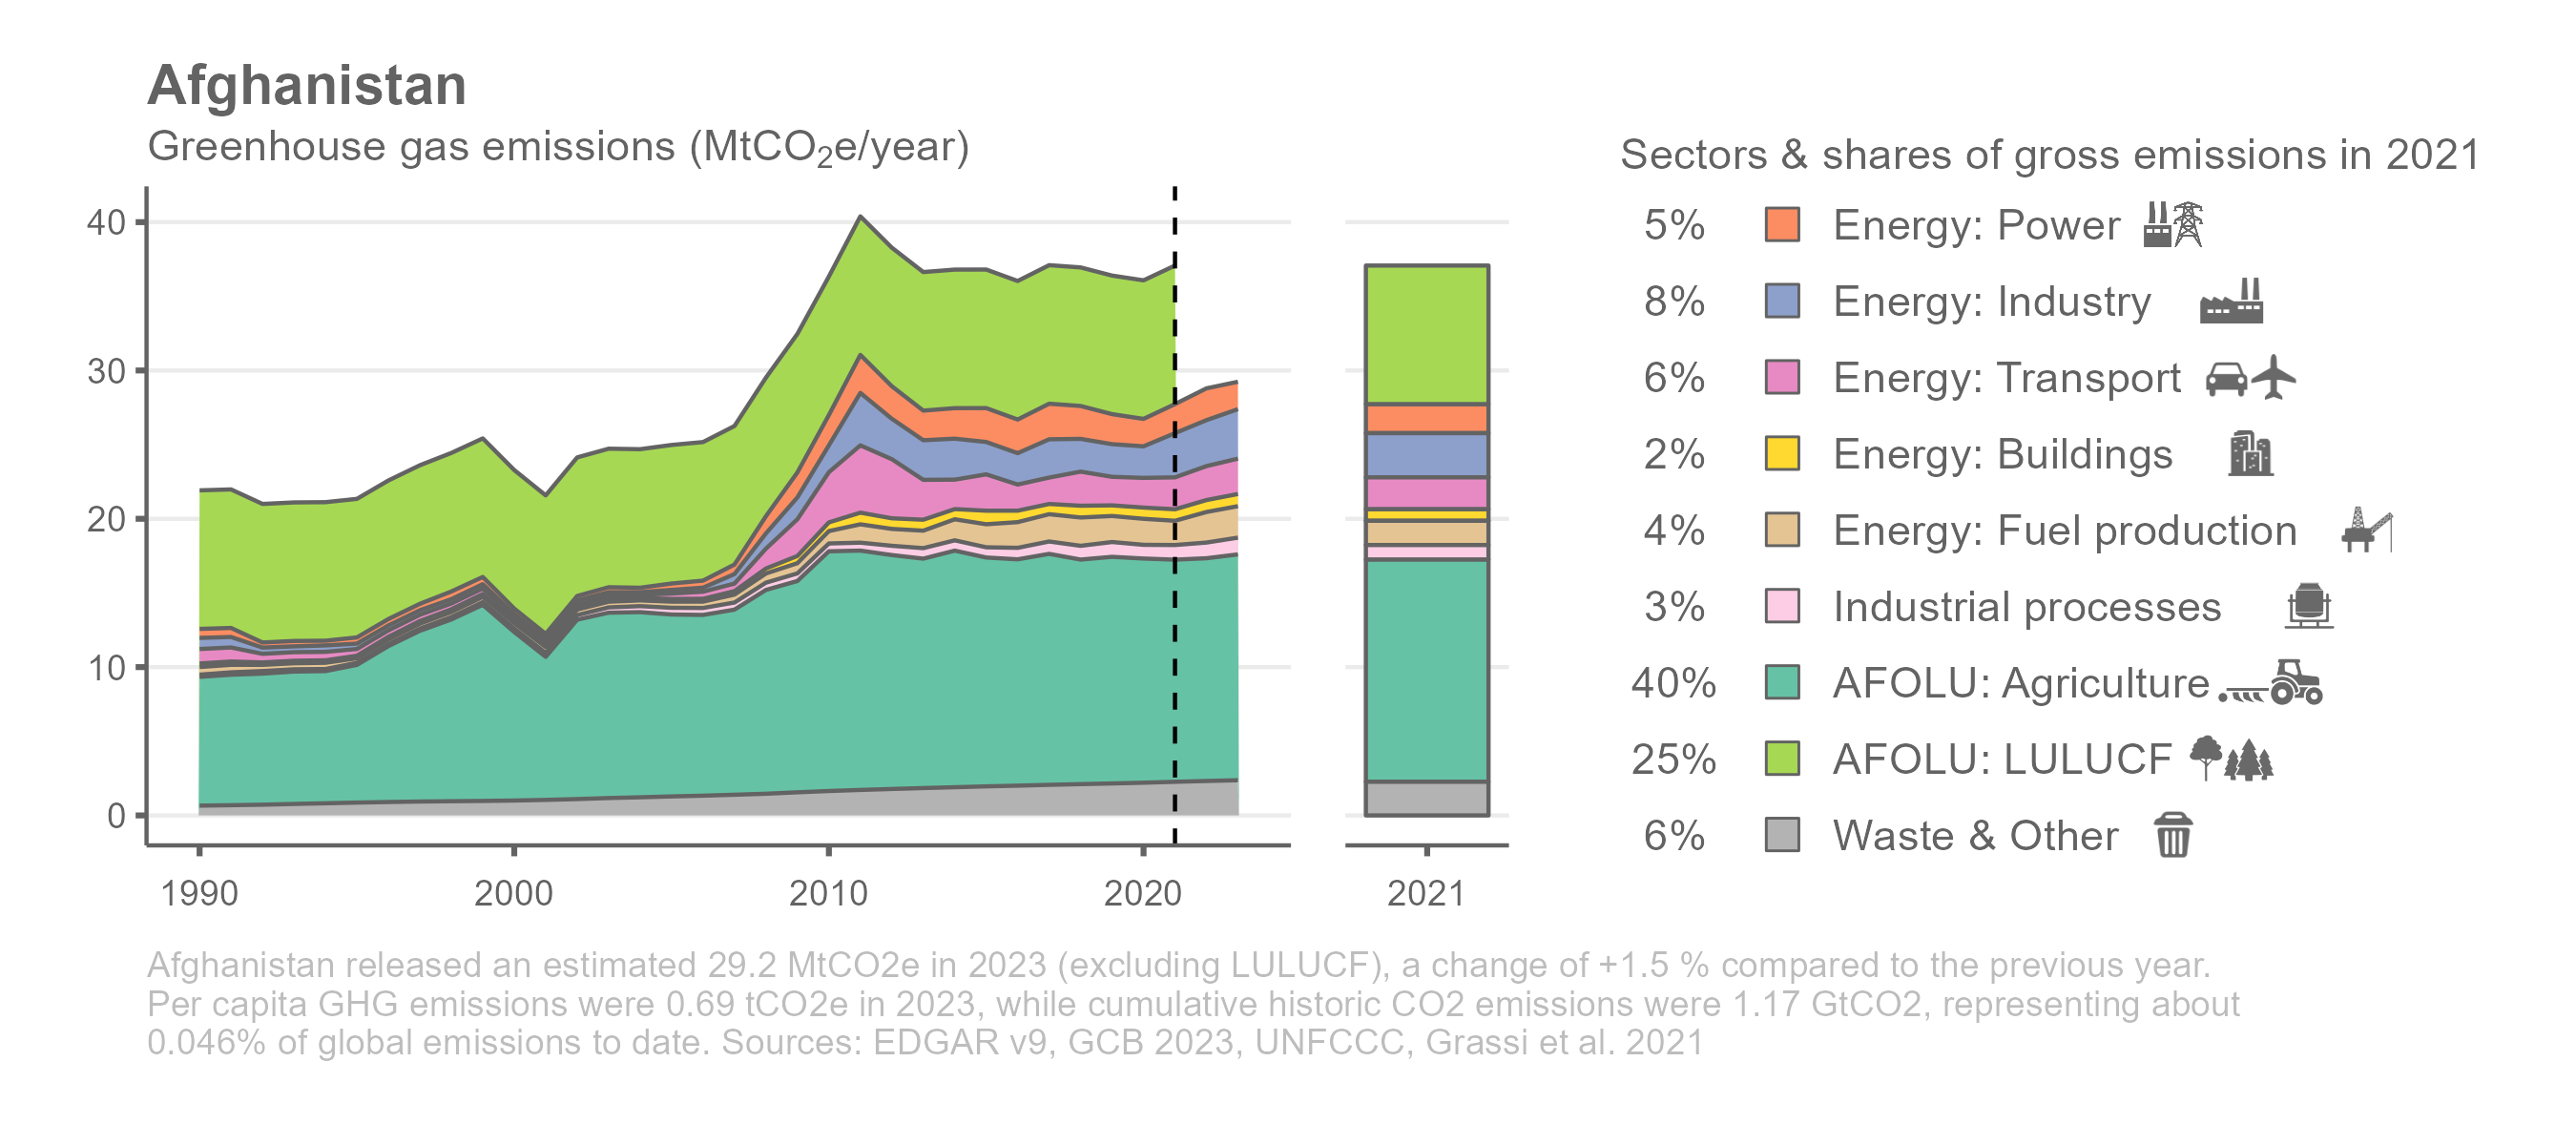 Afghanistan
Greenhouse gas emissions (MtCO₂e/year)
40
30
20
10
0
1990
2000
2010
2020
2021
Sectors & shares of gross emissions in 2021
5% Energy: Power
8% Energy: Industry
6% Energy: Transport
2% Energy: Buildings
4% Energy: Fuel production
3% Industrial processes
40% AFOLU: Agriculture
25% AFOLU: LULUCF
6% Waste & Other
Afghanistan released an estimated 29.2 MtCO2e in 2023 (excluding LULUCF), a change of +1.5 % compared to the previous year.
Per capita GHG emissions were 0.69 tCO2e in 2023, while cumulative historic CO2 emissions were 1.17 GtCO2, representing about
0.046% of global emissions to date. Sources: EDGAR v9, GCB 2023, UNFCCC, Grassi et al. 2021